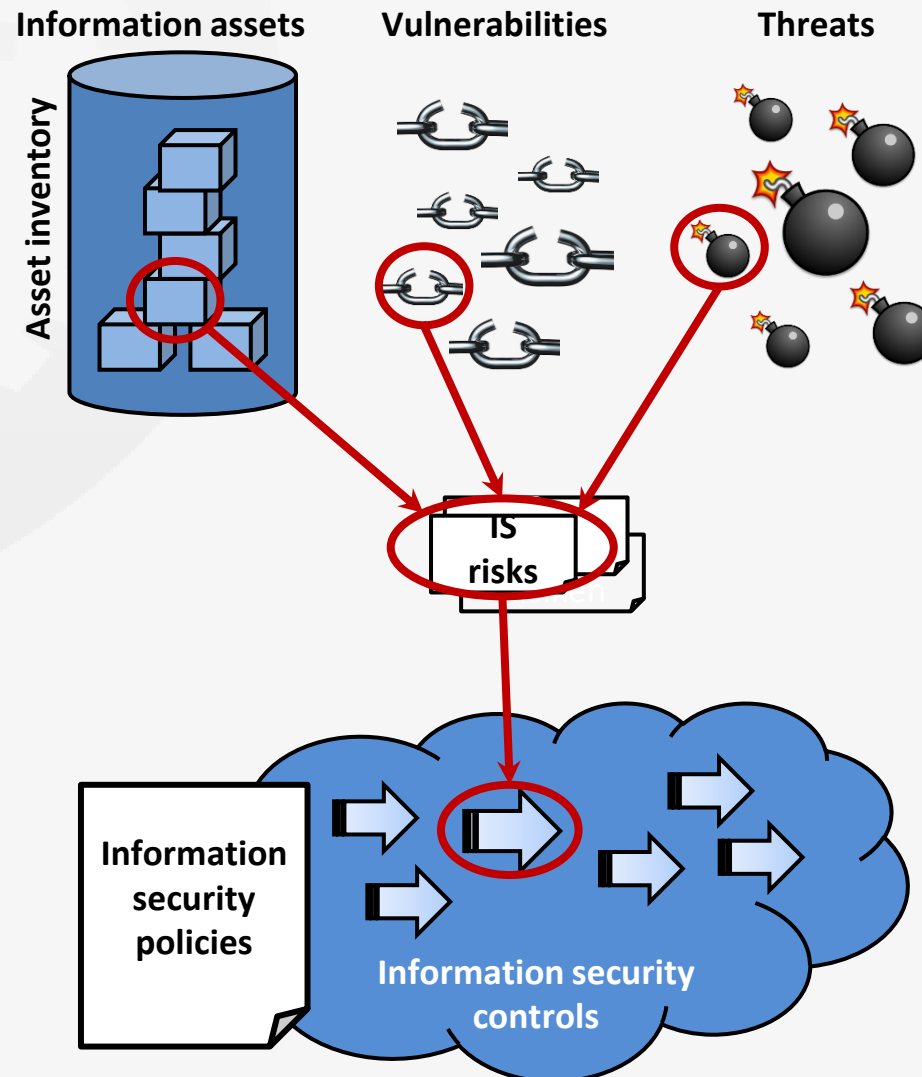 Information assets
Vulnerabilities
Threats
Asset inventory
IS
risks
Information
security
policies
Information security
controls